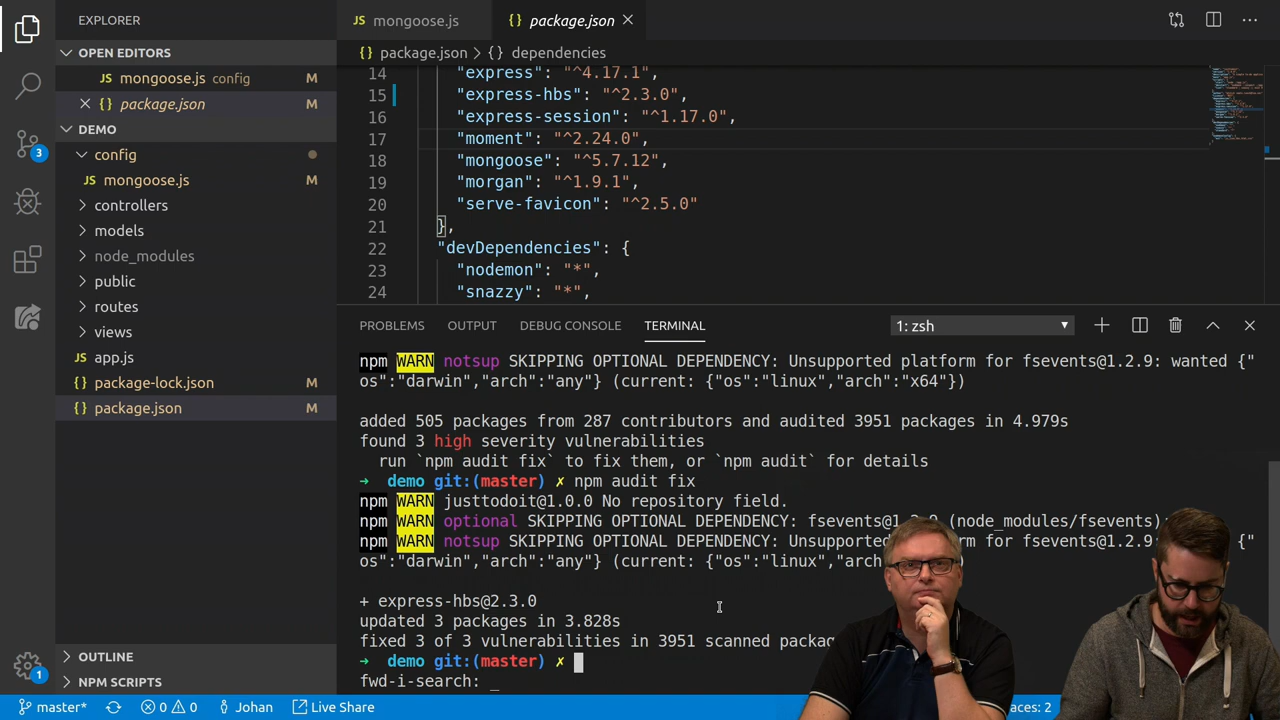 EXPLORER
OPEN EDITORS
mongoose.js config M
package.json M
DEMO
config
mongoose.js M
controllers
models
node_modules
public
routes
views
app.js
package-lock.json M
package.json M
OUTLINE
NPM SCRIPTS
3
1
mongoose.js
package.json
package.json > {} dependencies
14 "express": "^4.17.1",
15 "express-hbs": "^2.3.0",
16 "express-session": "^1.17.0",
17 "moment": "^2.24.0",
18 "mongoose": "^5.7.12",
19 "morgan": "^1.9.1",
20 "serve-favicon": "^2.5.0"
21 },
22 "devDependencies": {
23 "nodemon": "*",
24 "snazzy": "*",
PROBLEMS OUTPUT DEBUG CONSOLE TERMINAL 1: zsh
npm WARN notsup SKIPPING OPTIONAL DEPENDENCY: Unsupported platform for fsevents@1.2.9: wanted {"
os":"darwin","arch":"any"} (current: {"os":"linux","arch":"x64"})
added 505 packages from 287 contributors and audited 3951 packages in 4.979s
found 3 high severity vulnerabilities
run `npm audit fix` to fix them, or `npm audit` for details
➜ demo git:(master) ✗ npm audit fix
npm WARN justtodoit@1.0.0 No repository field.
npm WARN optional SKIPPING OPTIONAL DEPENDENCY: fsevents@1.2.9 (node_modules/fsevents):
npm WARN notsup SKIPPING OPTIONAL DEPENDENCY: Unsupported for fsevents@1.2.9: {"
os":"darwin","arch":"any"} (current: {"os":"linux","arch
+ express-hbs@2.3.0
updated 3 packages in 3.828s
fixed 3 of 3 vulnerabilities in 3951 scanned
➜ demo git:(master) ✗
fwd-i-search: _
master* 0 0 Johan Live Share aces: 2